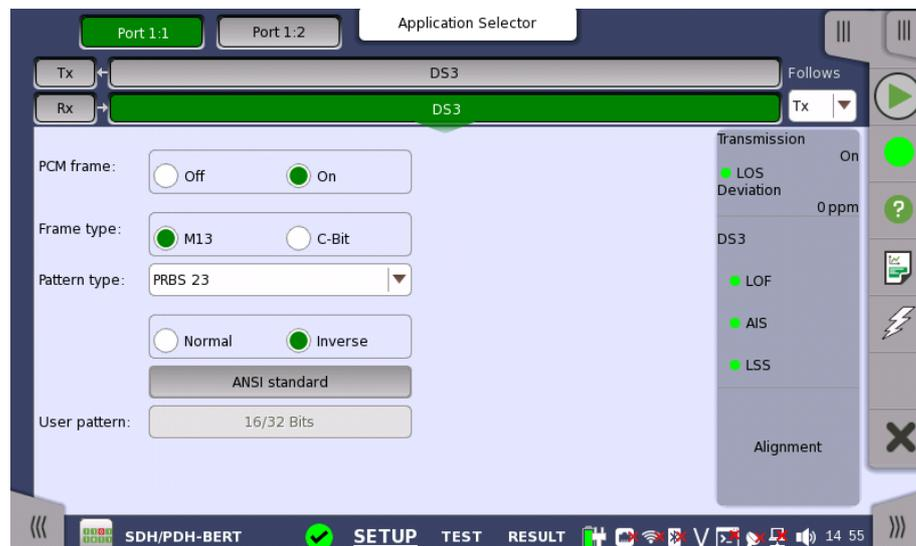 Application Selector
Port 1:1
Port 1:2
Tx
DS3
Follows
Rx
DS3
Tx
PCM frame:
Off
On
Frame type:
M13
C-Bit
Pattern type:
PRBS 23
Normal
Inverse
ANSI standard
User pattern:
16/32 Bits
Transmission
On
LOS
Deviation
0 ppm
DS3
LOF
AIS
LSS
Alignment
SDH/PDH-BERT
SETUP
TEST
RESULT
V
14 55